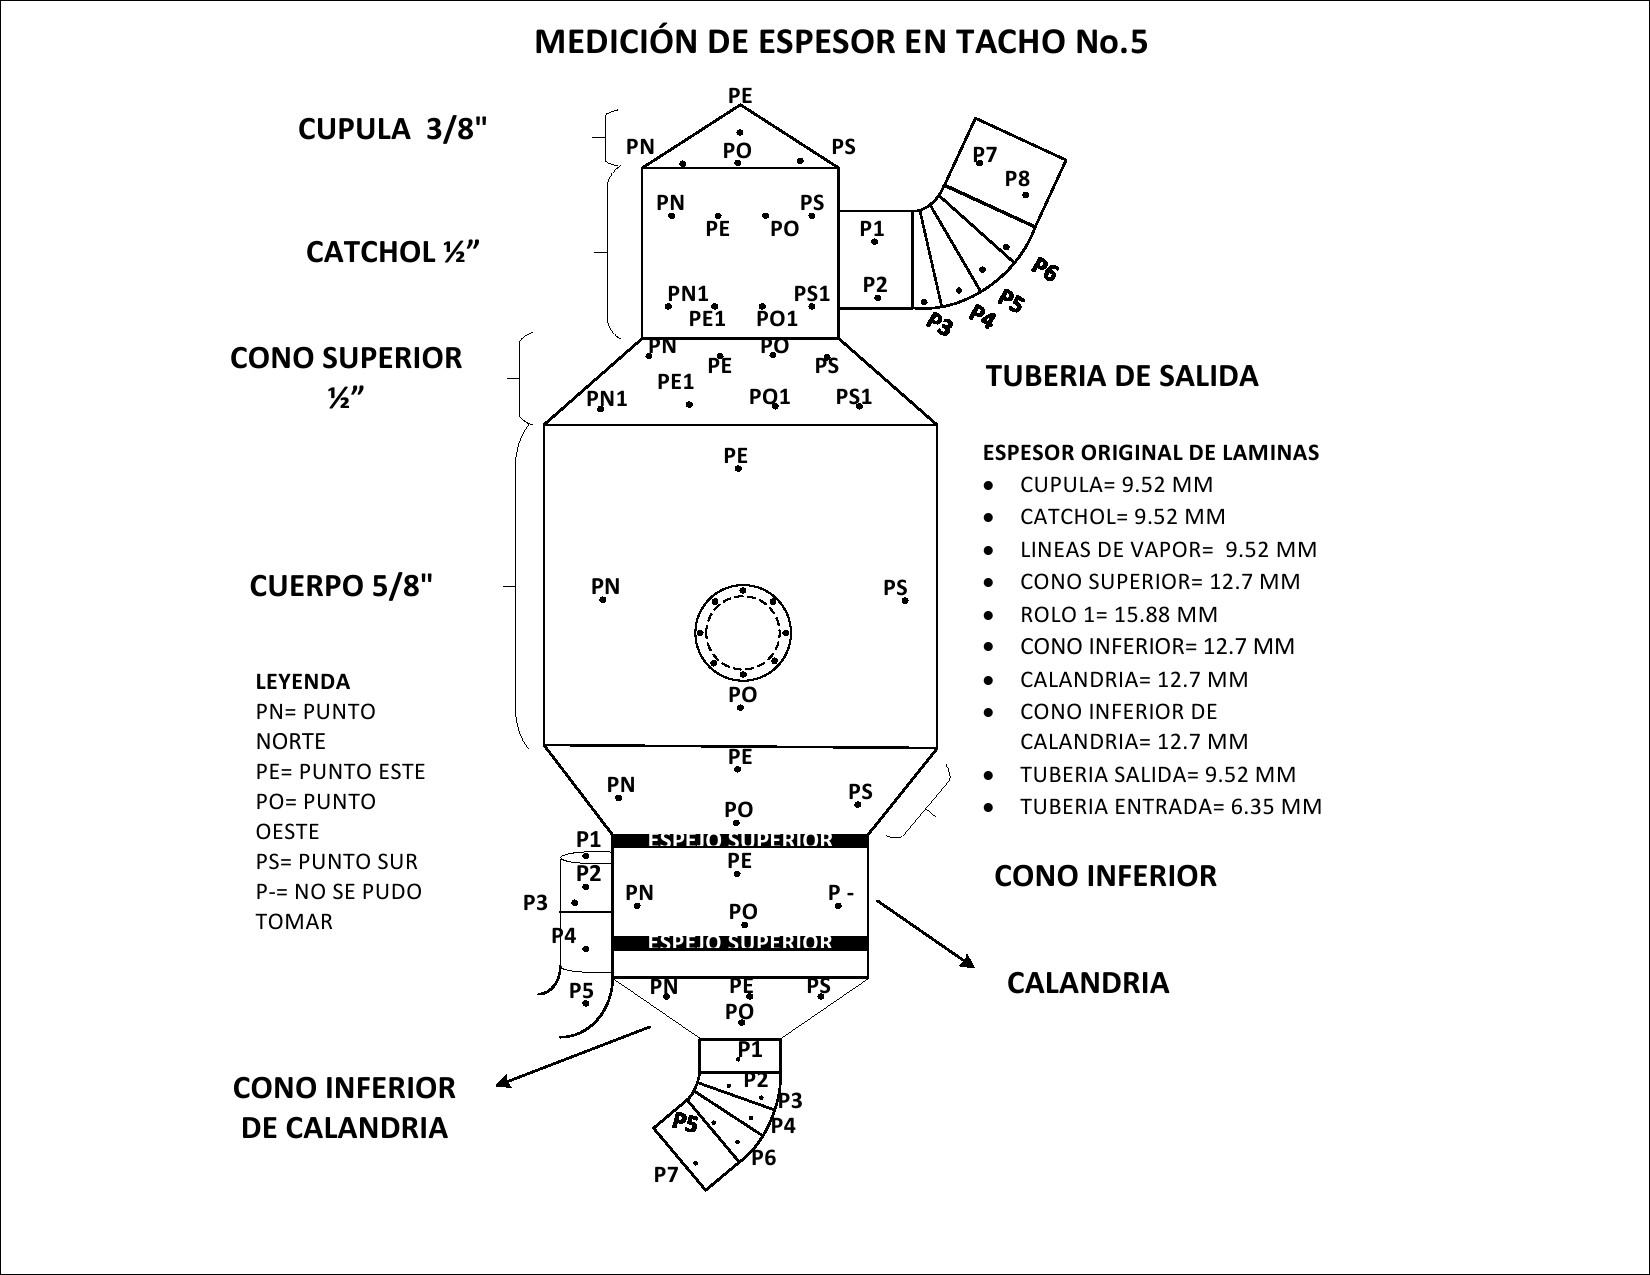 MEDICIÓN DE ESPESOR EN TACHO No.5
PE
CUPULA 3/8"
PN
PO
PS
P7
P8
PN
PS
PE
PO
P1
CATCHOL ½”
P6
P2
P5
PN1
PS1
P4
PE1
PO1
P3
PN
PO
CONO SUPERIOR
½”
PE
PS
TUBERIA DE SALIDA
PE1
PN1
PO1
PS1
PE
ESPESOR ORIGINAL DE LAMINAS
• CUPULA= 9.52 MM
• CATCHOL= 9.52 MM
• LINEAS DE VAPOR= 9.52 MM
• CONO SUPERIOR= 12.7 MM
• ROLO 1= 15.88 MM
• CONO INFERIOR= 12.7 MM
• CALANDRIA= 12.7 MM
• CONO INFERIOR DE
CALANDRIA= 12.7 MM
• TUBERIA SALIDA= 9.52 MM
• TUBERIA ENTRADA= 6.35 MM
CUERPO 5/8"
PN
PS
PO
LEYENDA
PN= PUNTO
NORTE
PE= PUNTO ESTE
PO= PUNTO
OESTE
PS= PUNTO SUR
P-= NO SE PUDO
TOMAR
PE
PN
PS
PO
CONO INFERIOR
ESPEJO SUPERIOR
P1
PE
P2
PN
P -
P3
PO
P4
ESPEJO SUPERIOR
CALANDRIA
P5
PN
PE
PS
PO
CONO INFERIOR
DE CALANDRIA
P1
P2
P3
P5
P4
P6
P7